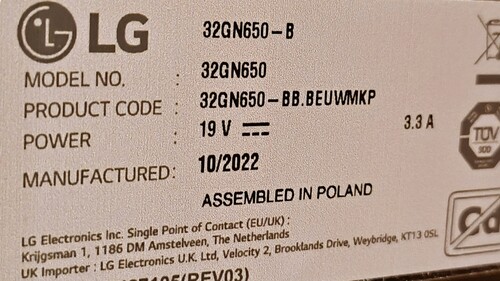 LG 32GN650-B
MODEL NO. : 32GN650
PRODUCT CODE : 32GN650-BB.BEUWMKP
POWER : 19 V 3.3 A
MANUFACTURED: 10/2022
ASSEMBLED IN POLAND
TÜV
LG Electronics Inc. Single Point of Contact (EU/UK) :
Krijgsman 1, 1186 DM Amstelveen, The Netherlands
UK Importer : LG Electronics U.K. Ltd, Velocity 2, Brooklands Drive, Weybridge, KT13 0SL
(REV03)